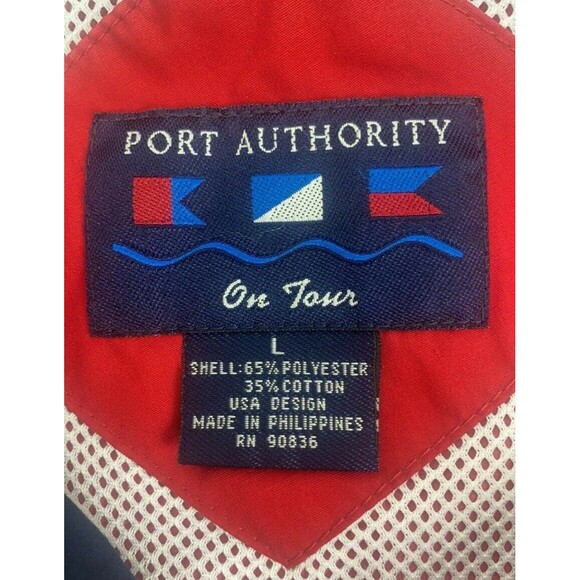 PORT AUTHORITY
On Tour
L
SHELL: 65% POLYESTER
35% COTTON
USA DESIGN
MADE IN PHILIPPINES
RN 90836